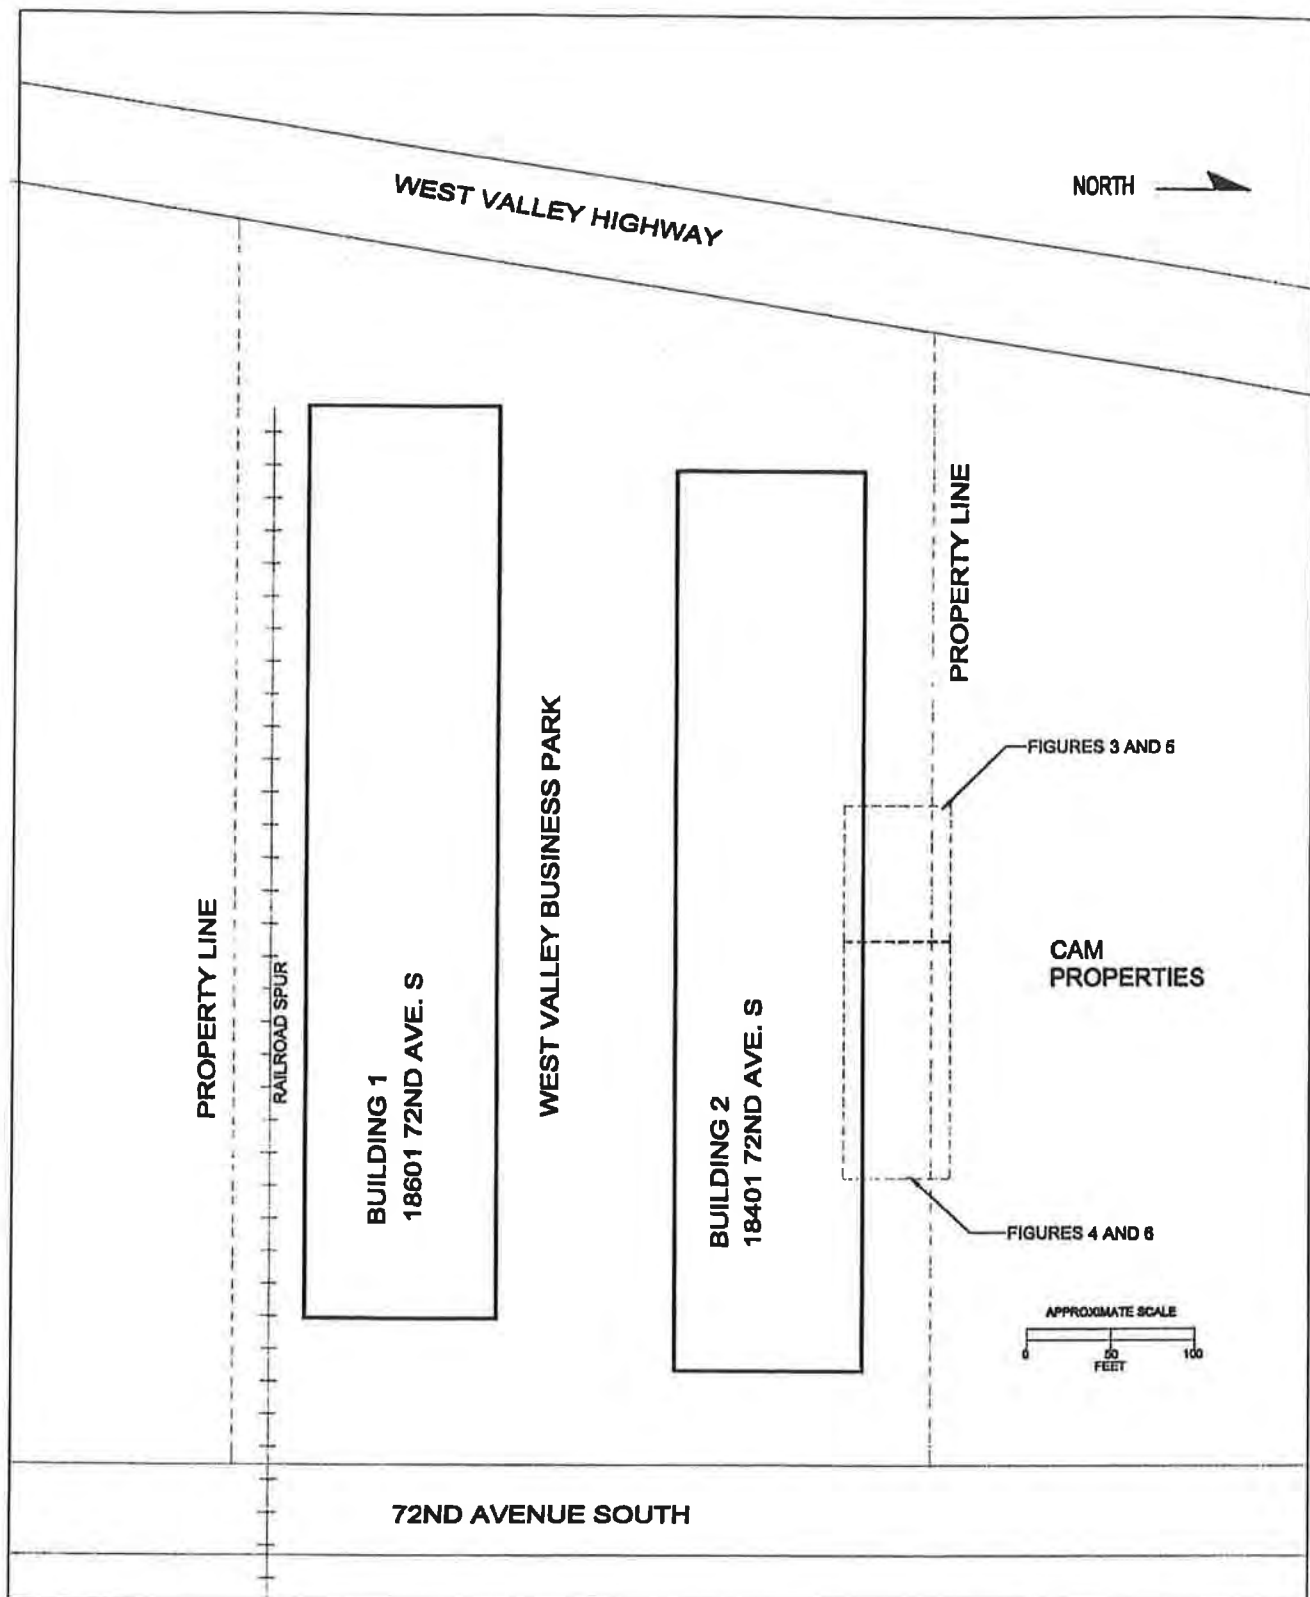 NORTH
WEST VALLEY HIGHWAY
PROPERTY LINE
FIGURES 3 AND 5
WEST VALLEY BUSINESS PARK
PROPERTY LINE
RAILROAD SPUR
CAM
PROPERTIES
BUILDING 1
18601 72ND AVE. S
BUILDING 2
18401 72ND AVE. S
FIGURES 4 AND 6
APPROXIMATE SCALE
0 50 100
FEET
72ND AVENUE SOUTH